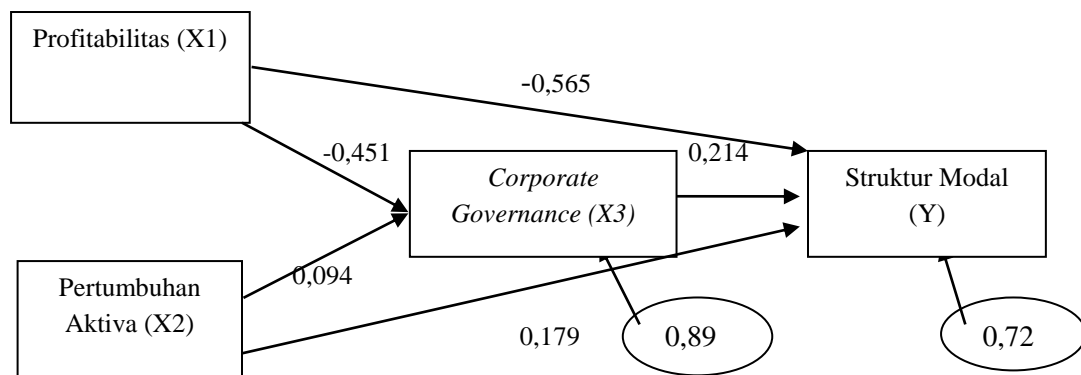 Profitabilitas (X1)
-0,565
-0,451
0,214
Corporate
Governance (X3)
Struktur Modal
(Y)
0,094
Pertumbuhan
Aktiva (X2)
0,179
0,89
0,72